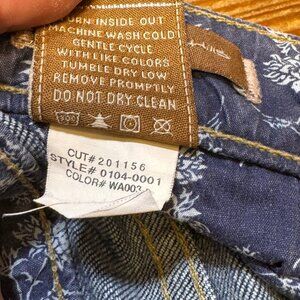 TURN INSIDE OUT
MACHINE WASH COLD
GENTLE CYCLE
WITH LIKE COLORS
TUMBLE DRY LOW
REMOVE PROMPTLY
DO NOT DRY CLEAN
CUT# 201156
STYLE# 0104-0001
COLOR# WA003